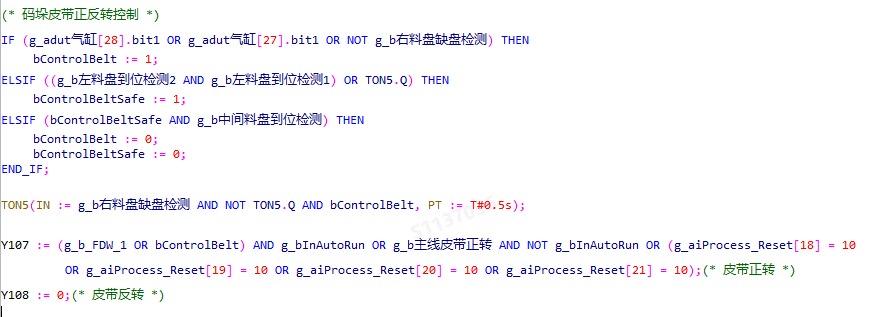 (* 码垛皮带正反转控制 *)
IF (g_adut气缸[28].bit1 OR g_adut气缸[27].bit1 OR NOT g_b右料盘缺盘检测) THEN
bControlBelt := 1;
ELSIF ((g_b左料盘到位检测2 AND g_b左料盘到位检测1) OR TON5.Q) THEN
bControlBeltSafe := 1;
ELSIF (bControlBeltSafe AND g_b中间料盘到位检测) THEN
bControlBelt := 0;
bControlBeltSafe := 0;
END_IF;
TON5(IN := g_b右料盘缺盘检测 AND NOT TON5.Q AND bControlBelt, PT := T#0.5s);
Y107 := (g_b_FDW_1 OR bControlBelt) AND g_bInAutoRun OR g_b主线皮带正转 AND NOT g_bInAutoRun OR (g_aiProcess_Reset[18] = 10
OR g_aiProcess_Reset[19] = 10 OR g_aiProcess_Reset[20] = 10 OR g_aiProcess_Reset[21] = 10);(* 皮带正转 *)
Y108 := 0;(* 皮带反转 *)